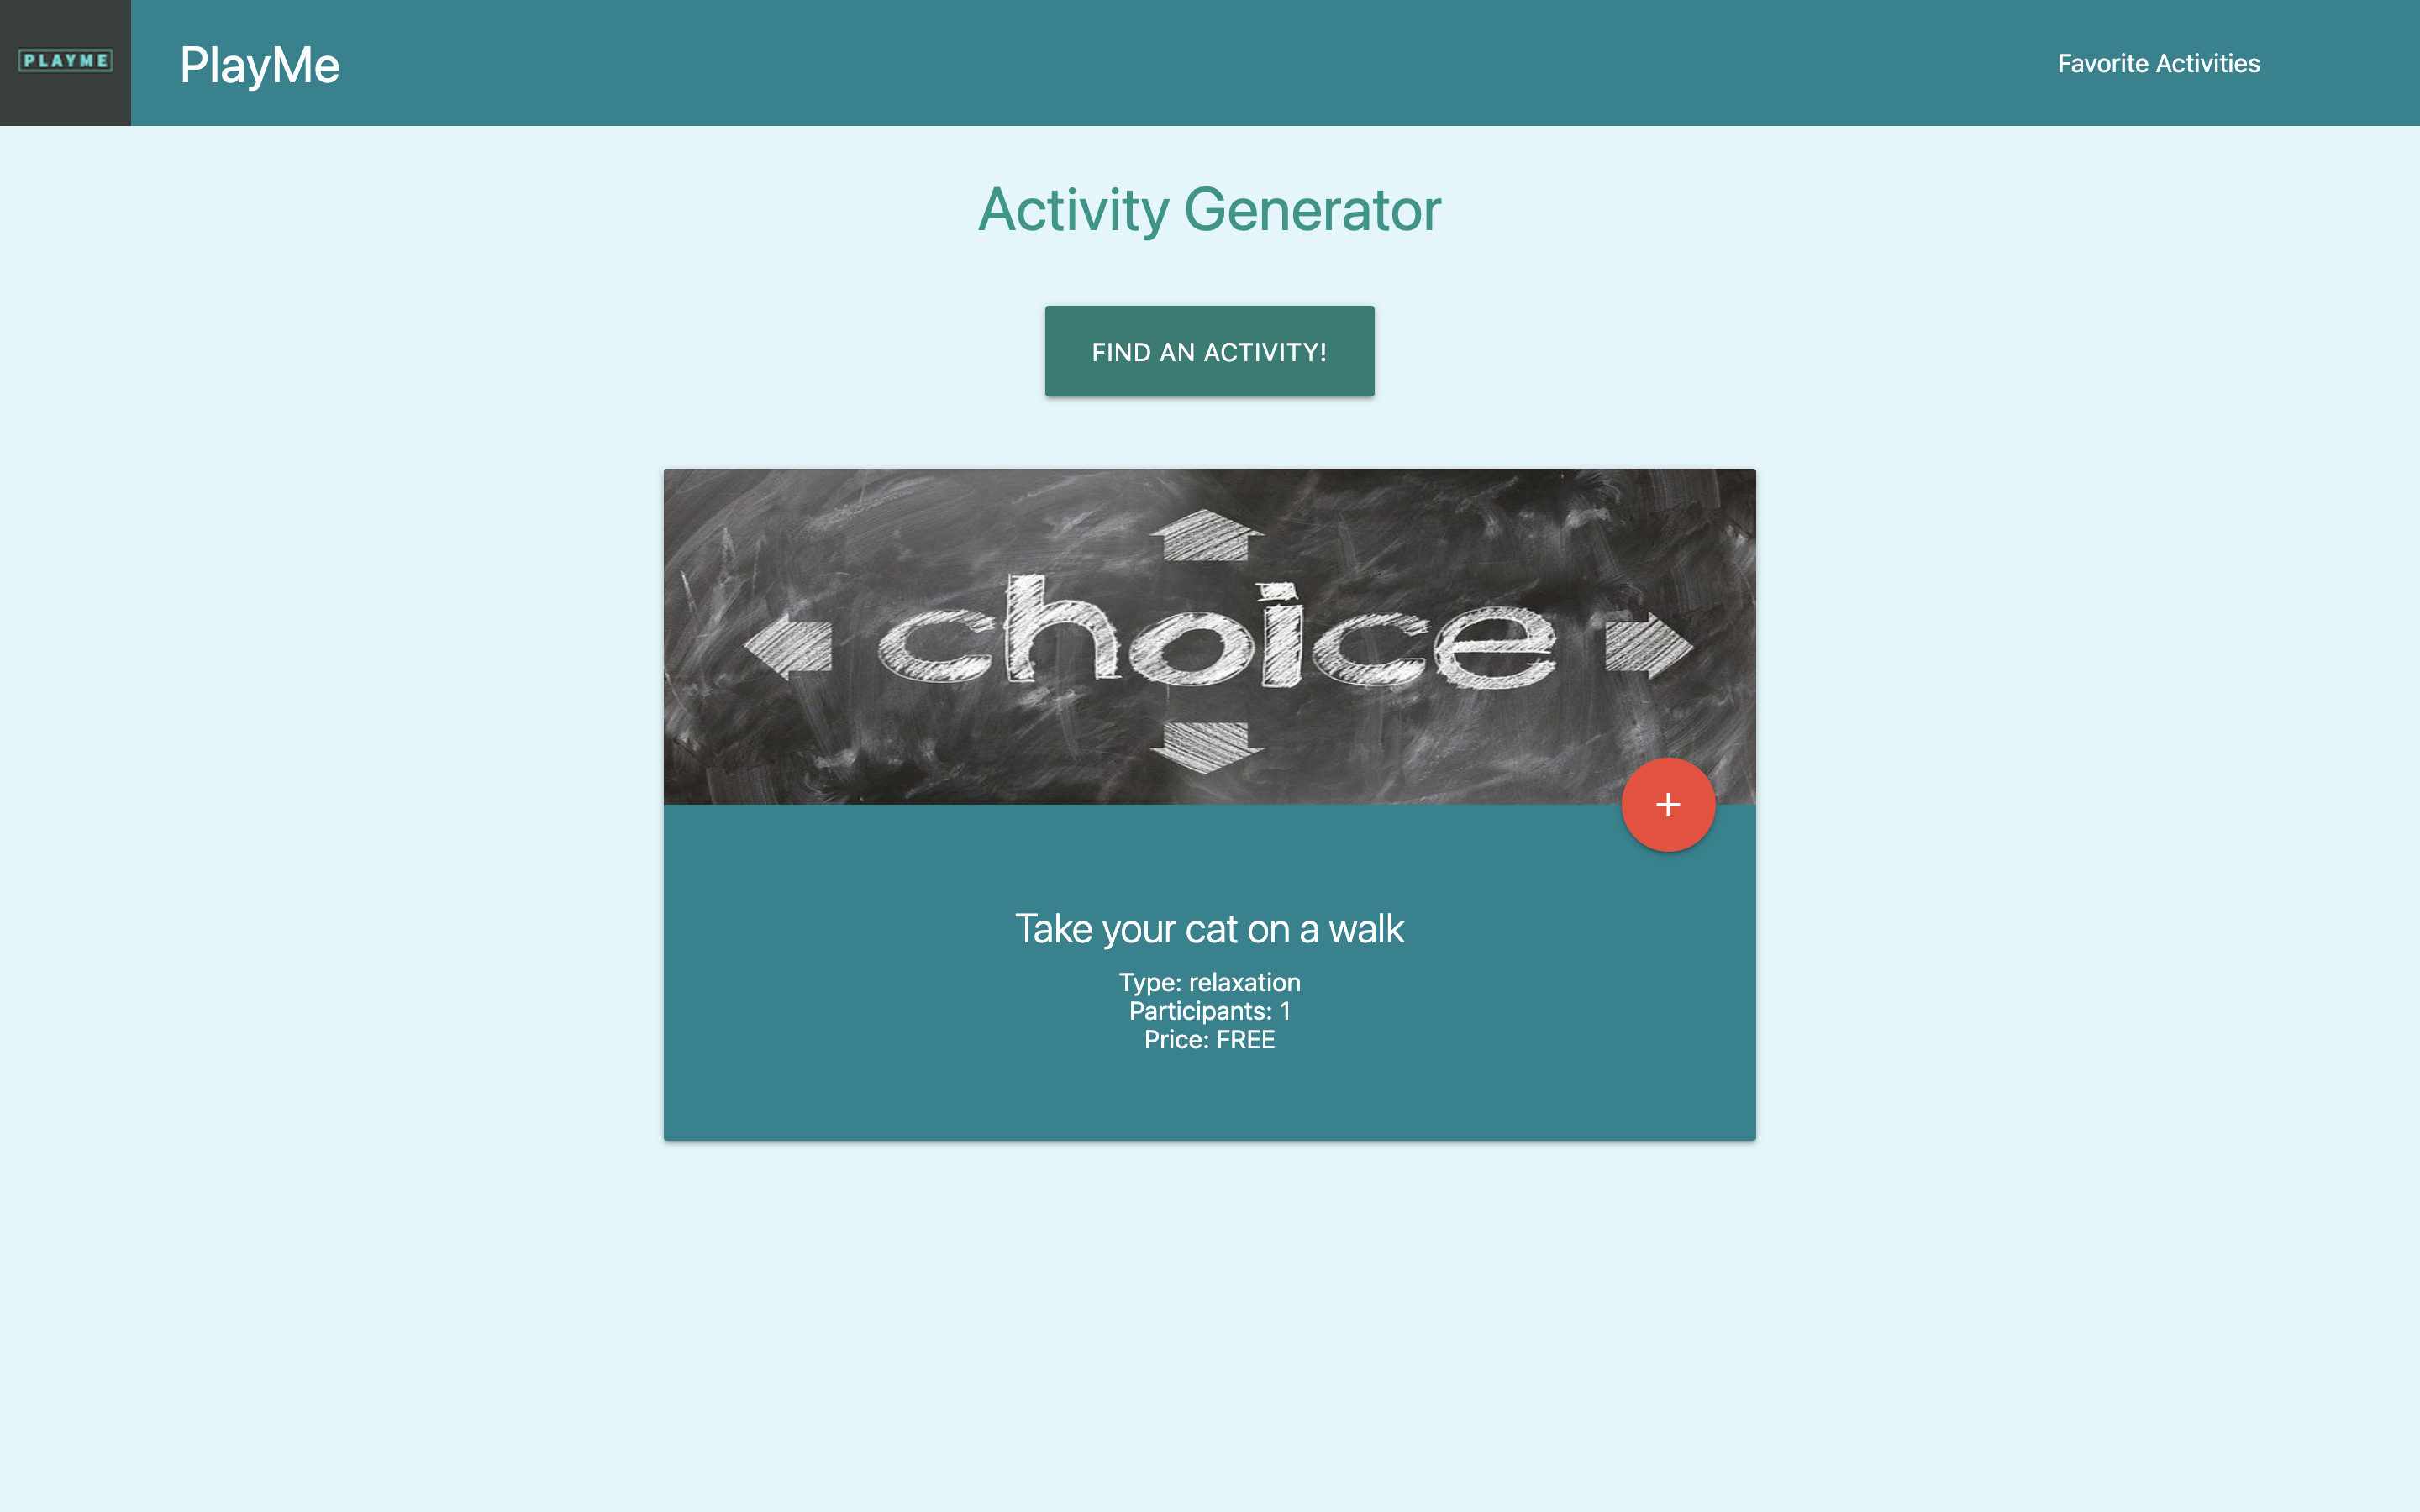 PLAYME
PlayMe
Favorite Activities
Activity Generator
FIND AN ACTIVITY!
choice
+
Take your cat on a walk
Type: relaxation
Participants: 1
Price: FREE